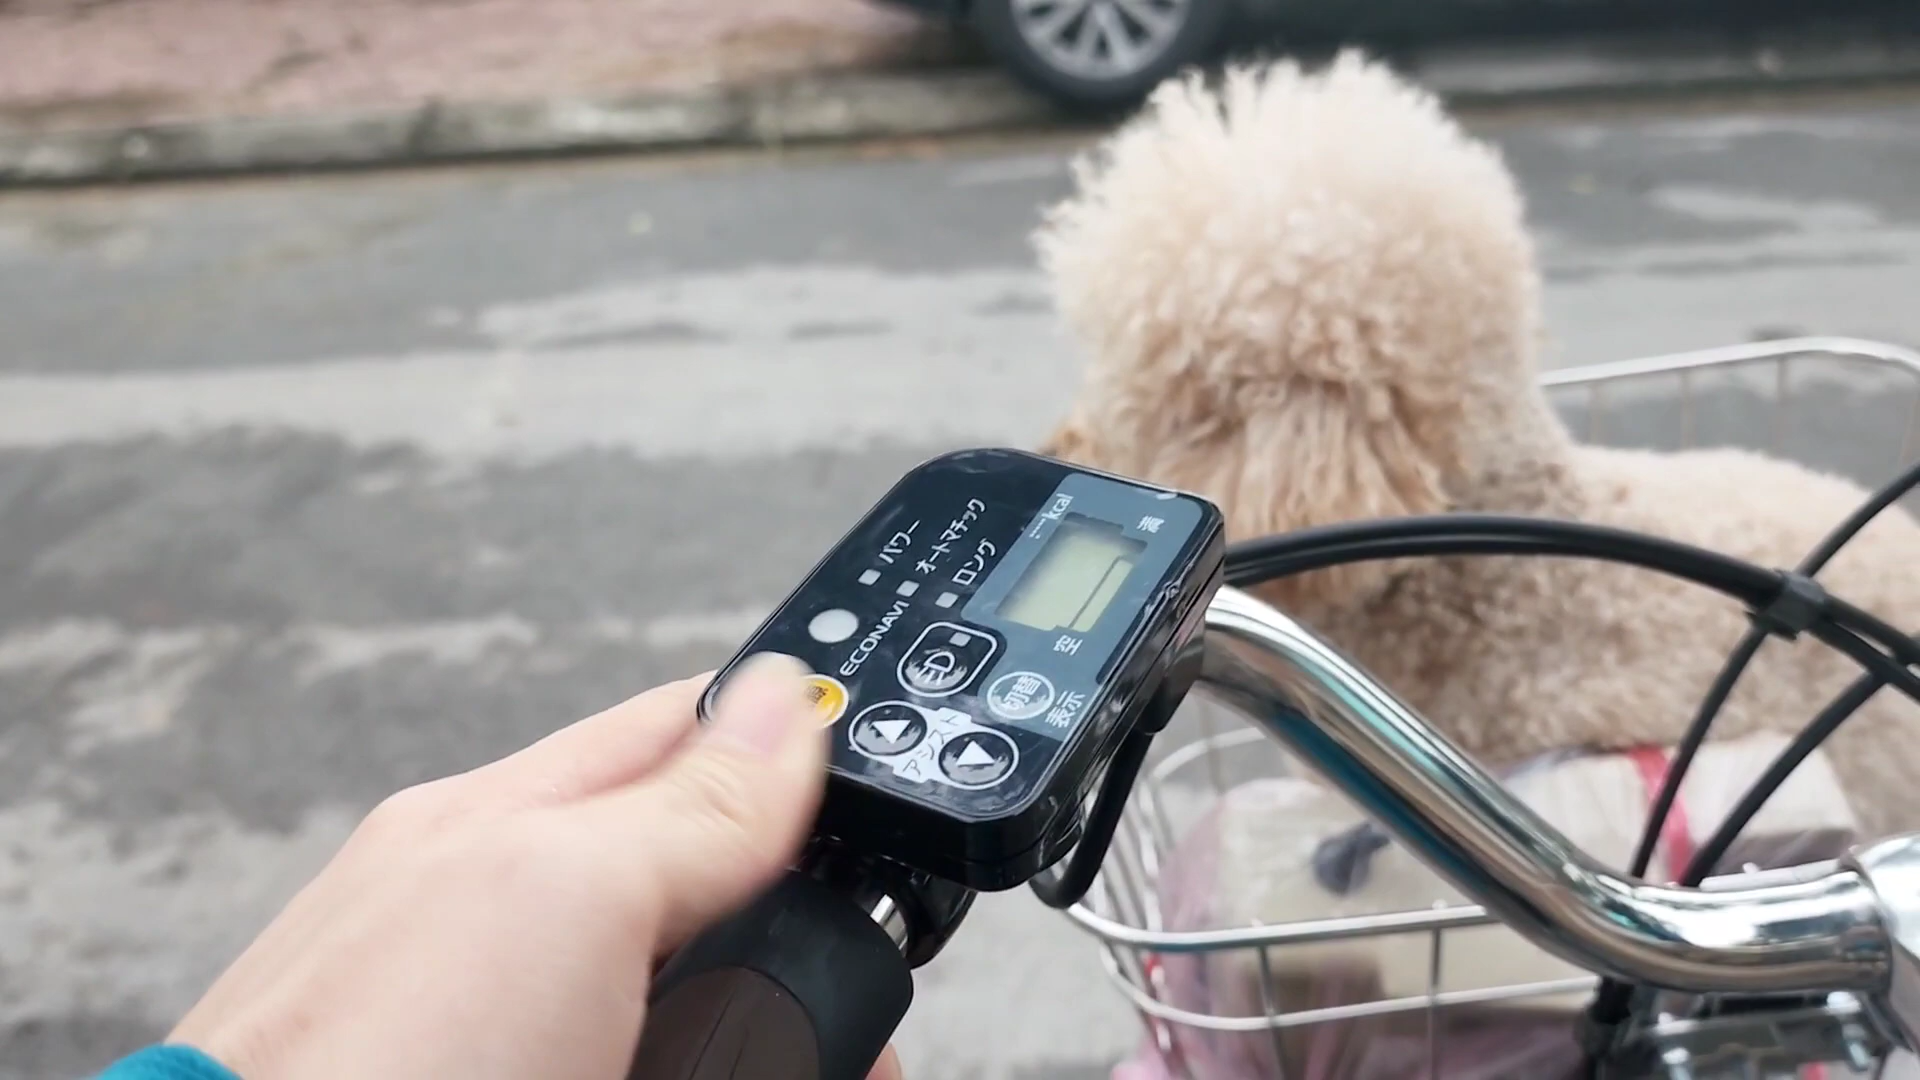 パワー
オートマチック
ロング
ECONAVI
kcal
満
空
切替
表示
アシスト